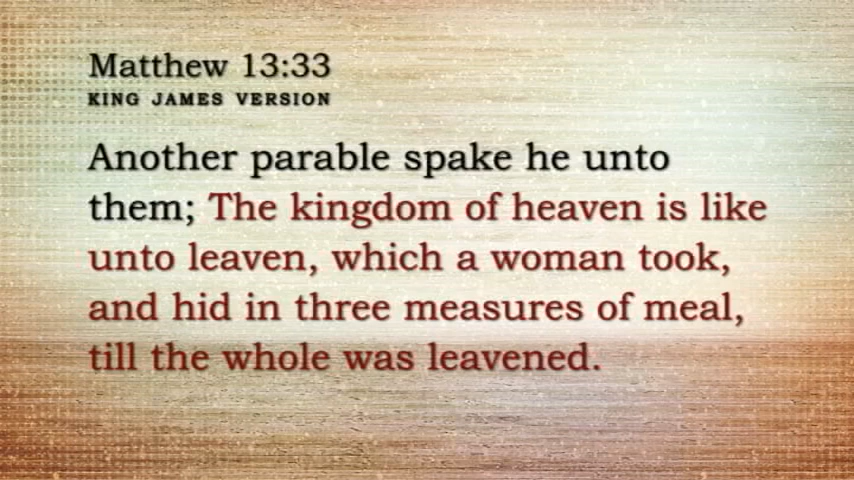 Matthew 13:33
KING JAMES VERSION
Another parable spake he unto
them; The kingdom of heaven is like
unto leaven, which a woman took,
and hid in three measures of meal,
till the whole was leavened.